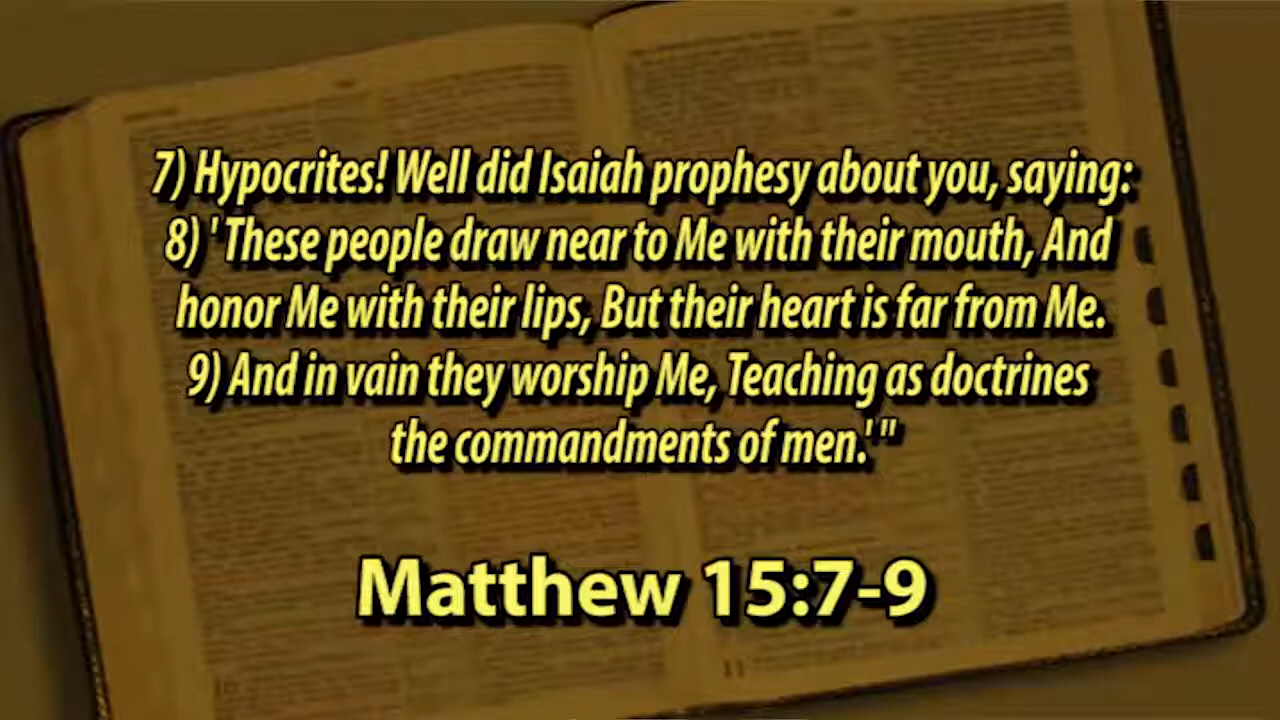 7) Hypocrites! Well did Isaiah prophesy about you, saying:
8) ' These people draw near to Me with their mouth, And
honor Me with their lips, But their heart is far from Me.
9) And in vain they worship Me, Teaching as doctrines
the commandments of men.' "
Matthew 15:7-9